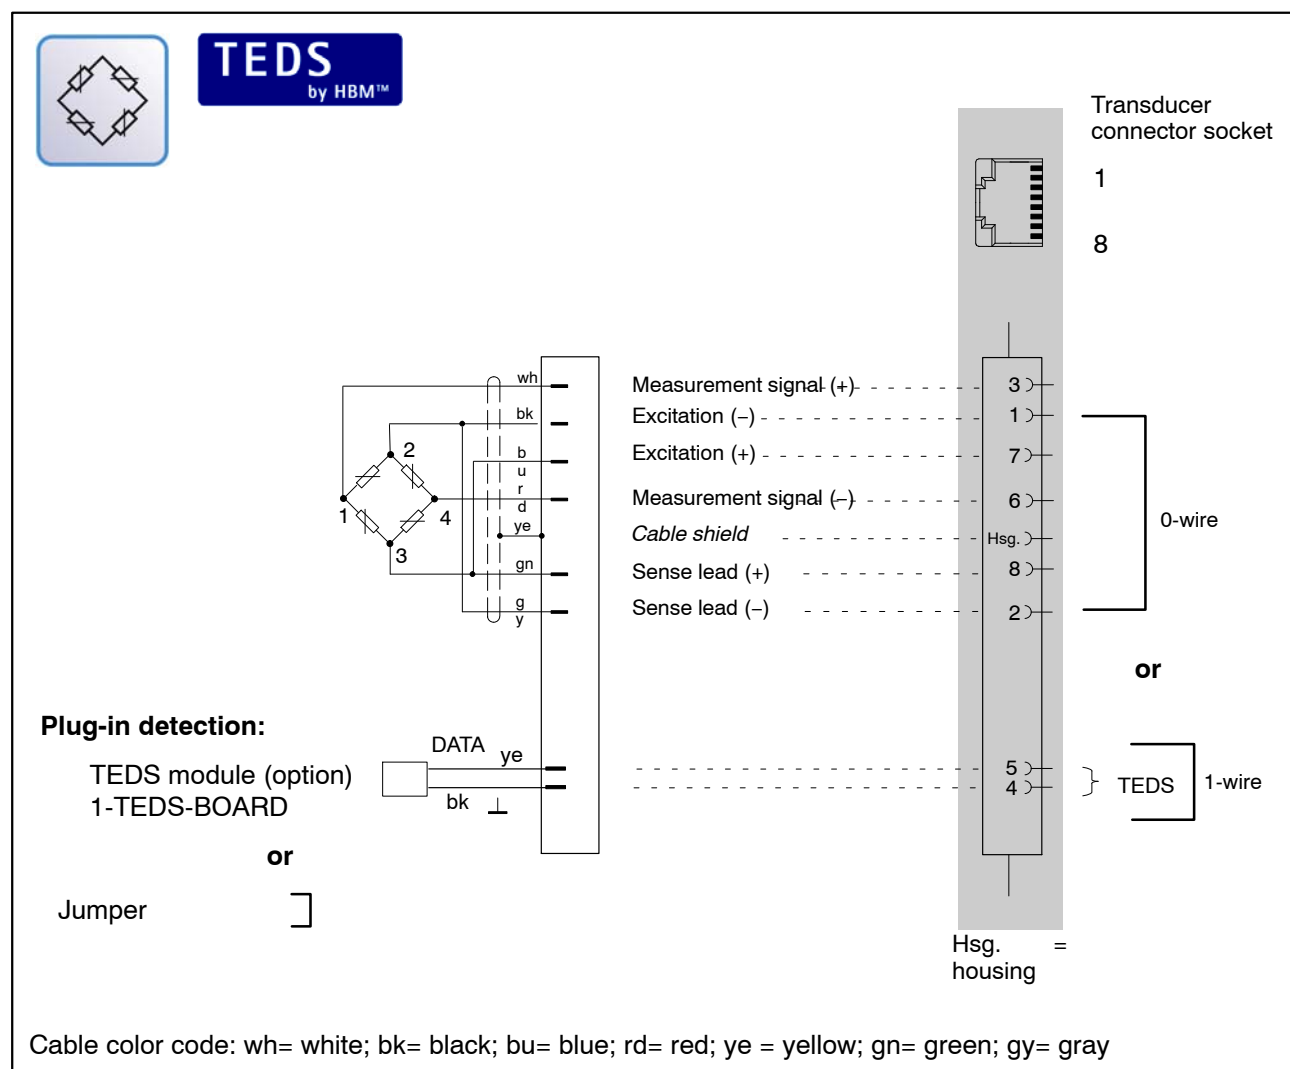 TEDS
by HBM™
Transducer
connector socket
1
8
wh
Measurement signal (+)
3
bk
Excitation (−)
1
2
b
u
Excitation (+)
7
r
d
Measurement signal (−)
6
1
4
ye
Cable shield
Hsg.
0-wire
3
gn
Sense lead (+)
8
g
y
Sense lead (−)
2
or
Plug-in detection:
DATA
ye
TEDS module (option)
1-TEDS-BOARD
bk
5
4
TEDS
1-wire
or
Jumper
Hsg. =
housing
Cable color code: wh= white; bk= black; bu= blue; rd= red; ye = yellow; gn= green; gy= gray